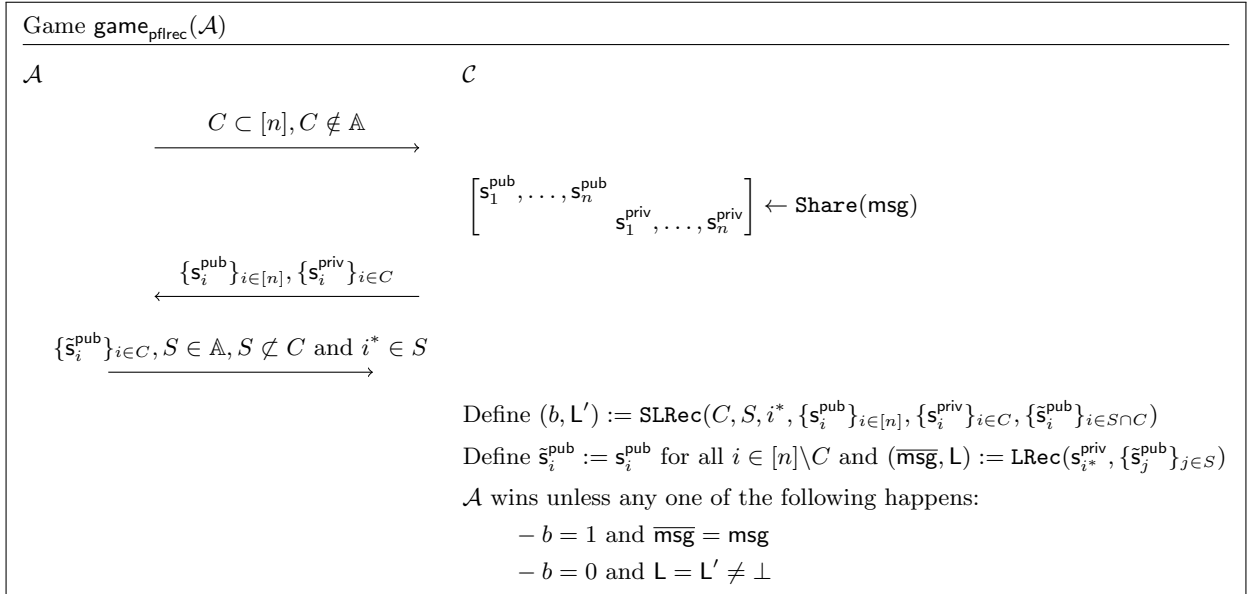 Game game_pflrec(𝒜)
𝒜 𝒞
C ⊂ [n], C ∉ 𝔸
[s_1^pub, . . . , s_n^pub s_1^priv, . . . , s_n^priv] ← Share(msg)
{s_i^pub}_{i∈[n]}, {s_i^priv}_{i∈C}
{s̃_i^pub}_{i∈C}, S ∈ 𝔸, S ⊄ C and i* ∈ S
Define (b, L′) := SLRec(C, S, i*, {s_i^pub}_{i∈[n]}, {s_i^priv}_{i∈C}, {s̃_i^pub}_{i∈S∩C})
Define s̃_i^pub := s_i^pub for all i ∈ [n]\C and (m̅s̅g̅, L) := LRec(s_{i*}^priv, {s̃_j^pub}_{j∈S})
𝒜 wins unless any one of the following happens:
– b = 1 and m̅s̅g̅ = msg
– b = 0 and L = L′ ≠ ⊥